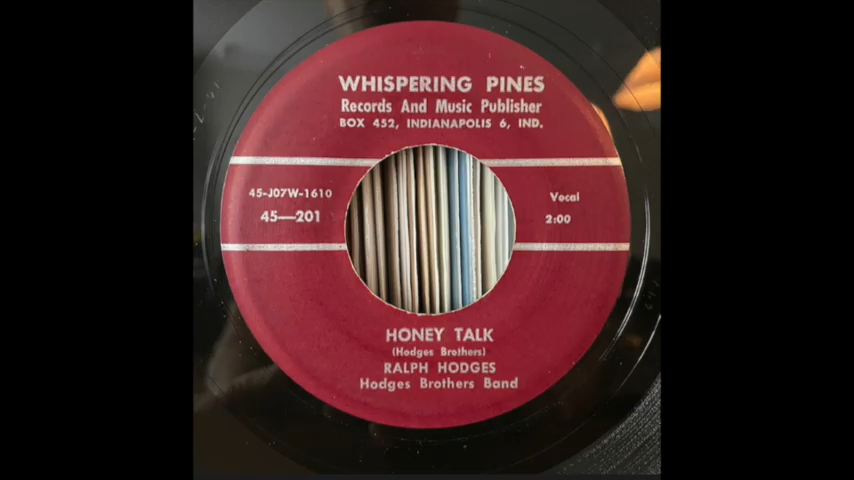 WHISPERING PINES
Records And Music Publisher
BOX 452, INDIANAPOLIS 6, IND.
45-J07W-1610
45—201
Vocal
2:00
HONEY TALK
(Hodges Brothers)
RALPH HODGES
Hodges Brothers Band